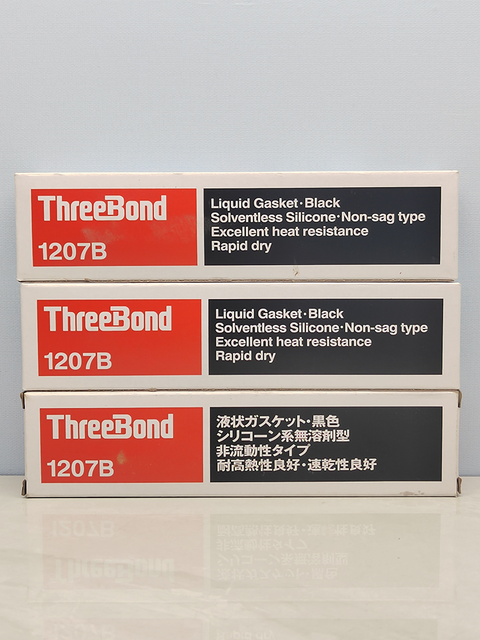 ThreeBond
1207B
Liquid Gasket・Black
Solventless Silicone・Non-sag type
Excellent heat resistance
Rapid dry
ThreeBond
1207B
Liquid Gasket・Black
Solventless Silicone・Non-sag type
Excellent heat resistance
Rapid dry
ThreeBond
1207B
液状ガスケット・黒色
シリコーン系無溶剤型
非流動性タイプ
耐高熱性良好・速乾性良好